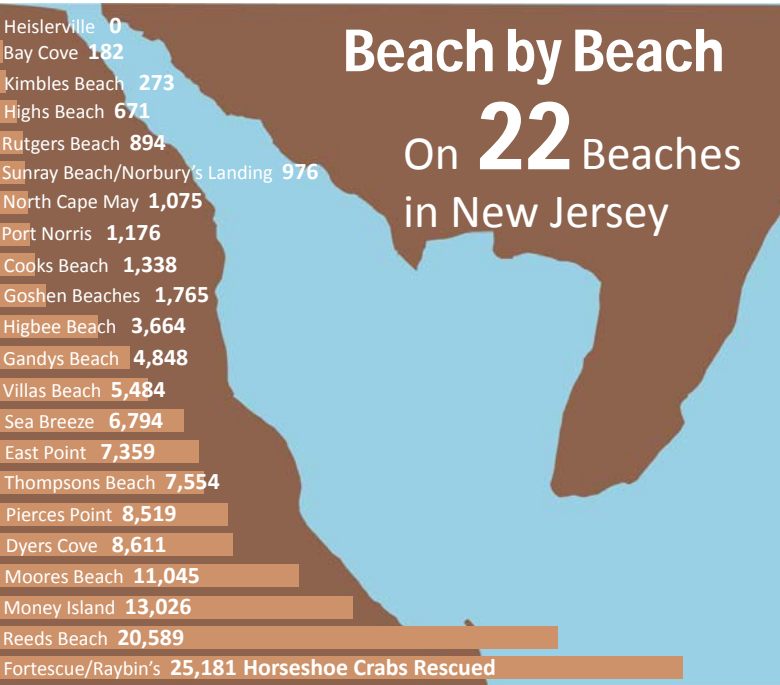 Heislerville 0
Bay Cove 182
Kimbles Beach 273
Highs Beach 671
Rutgers Beach 894
Sunray Beach/Norbury's Landing 976
North Cape May 1,075
Port Norris 1,176
Cooks Beach 1,338
Goshen Beaches 1,765
Higbee Beach 3,664
Gandys Beach 4,848
Villas Beach 5,484
Sea Breeze 6,794
East Point 7,359
Thompsons Beach 7,554
Pierces Point 8,519
Dyers Cove 8,611
Moores Beach 11,045
Money Island 13,026
Reeds Beach 20,589
Fortescue/Raybin's 25,181 Horseshoe Crabs Rescued
Beach by Beach
On 22 Beaches
in New Jersey